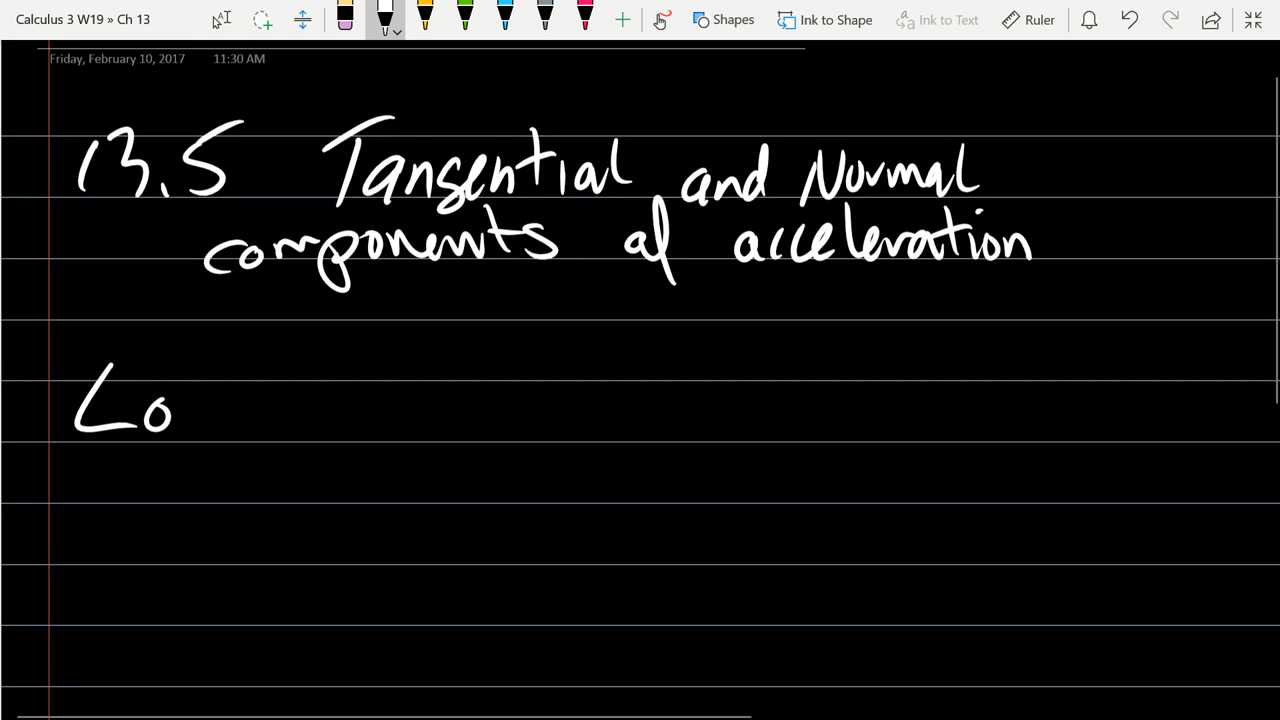 Calculus 3 W19 » Ch 13
Shapes
Ink to Shape
Ink to Text
Ruler
Friday, February 10, 2017 11:30 AM
13.5 Tangential and Normal
components of acceleration
Lo